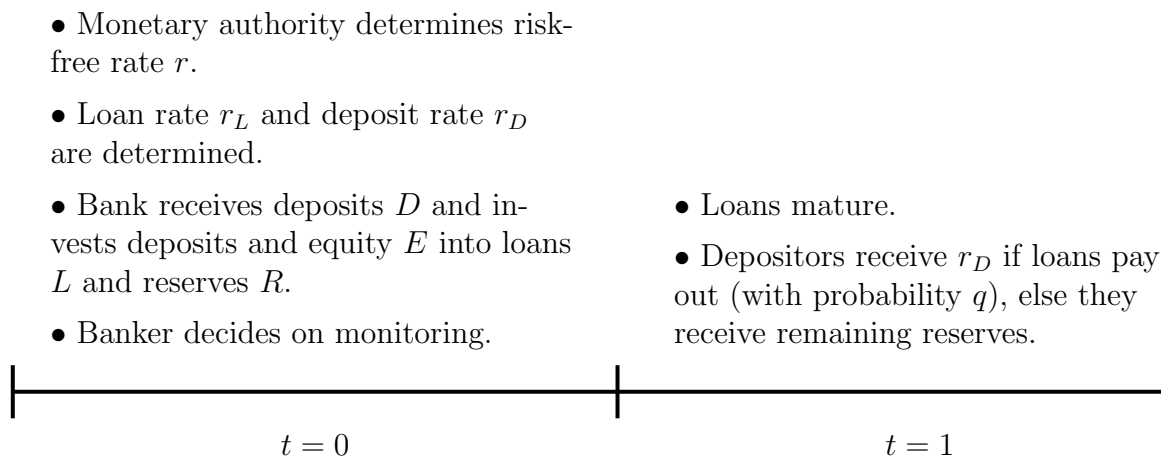 • Monetary authority determines risk-
free rate r.
• Loan rate r_L and deposit rate r_D
are determined.
• Bank receives deposits D and in-
vests deposits and equity E into loans
L and reserves R.
• Banker decides on monitoring.
• Loans mature.
• Depositors receive r_D if loans pay
out (with probability q), else they
receive remaining reserves.
t = 0
t = 1